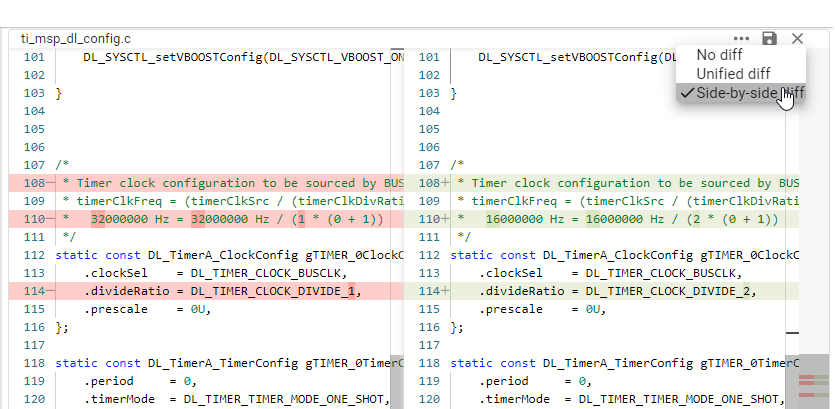 ti_msp_dl_config.c
No diff
Unified diff
Side-by-side diff
101 DL_SYSCTL_setVBOOSTConfig(DL_SYSCTL_VBOOST_ON
102
103 }
104
105
106
107 /*
108— * Timer clock configuration to be sourced by BUS
109 * timerClkFreq = (timerClkSrc / (timerClkDivRati
110— * 32000000 Hz = 32000000 Hz / (1 * (0 + 1))
111 */
112 static const DL_TimerA_ClockConfig gTIMER_0ClockC
113 .clockSel = DL_TIMER_CLOCK_BUSCLK,
114— .divideRatio = DL_TIMER_CLOCK_DIVIDE_1,
115 .prescale = 0U,
116 };
117
118 static const DL_TimerA_TimerConfig gTIMER_0TimerC
119 .period = 0,
120 .timerMode = DL_TIMER_TIMER_MODE_ONE_SHOT,
101 DL_SYSCTL_setVBOOSTConfig(DL
102
103 }
104
105
106
107 /*
108+ * Timer clock configuration to be sourced by BUS
109 * timerClkFreq = (timerClkSrc / (timerClkDivRati
110+ * 16000000 Hz = 16000000 Hz / (2 * (0 + 1))
111 */
112 static const DL_TimerA_ClockConfig gTIMER_0ClockC
113 .clockSel = DL_TIMER_CLOCK_BUSCLK,
114+ .divideRatio = DL_TIMER_CLOCK_DIVIDE_2,
115 .prescale = 0U,
116 };
117
118 static const DL_TimerA_TimerConfig gTIMER_0TimerC
119 .period = 0,
120 .timerMode = DL_TIMER_TIMER_MODE_ONE_SHOT,